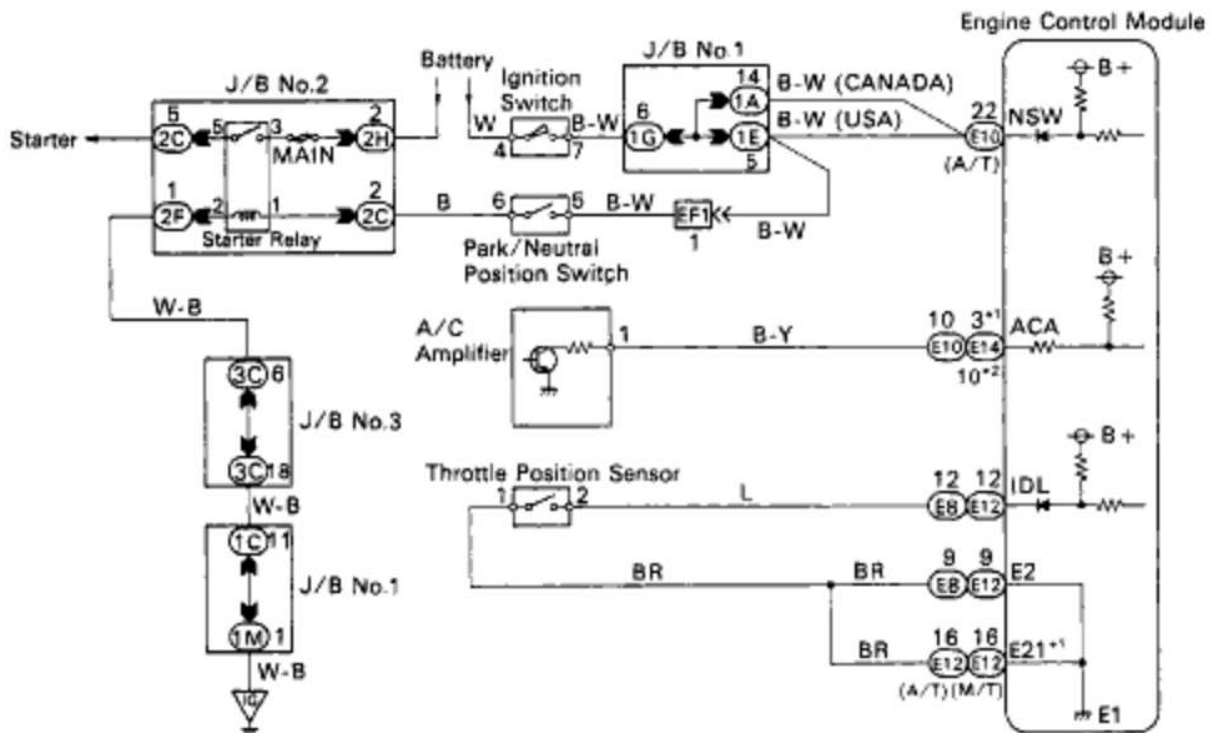 Engine Control Module
J/B No.1
Battery
Ignition
Switch
J/B No.2
14
B-W (CANADA)
B+
5
2
W
B-W
6
1A
B-W (USA)
22
NSW
Starter
2C
5
3
MAIN
2H
4
7
1G
1E
E10
(A/T)
5
1
2
B
6
5
B-W
2F
2
1
2C
EF1
1
B-W
Starter Relay
Park/Neutral
Position Switch
B+
W-B
A/C
Amplifier
1
B-Y
10
3*1
ACA
E10
E14
10*2
3C
6
J/B No.3
3C
18
B+
Throttle Position Sensor
1
2
L
12
12
IDL
E8
E12
W-B
1C
11
J/B No.1
1M
1
BR
BR
9
9
E2
E8
E12
W-B
BR
16
16
E21*1
E12
E12
(A/T)
(M/T)
E1